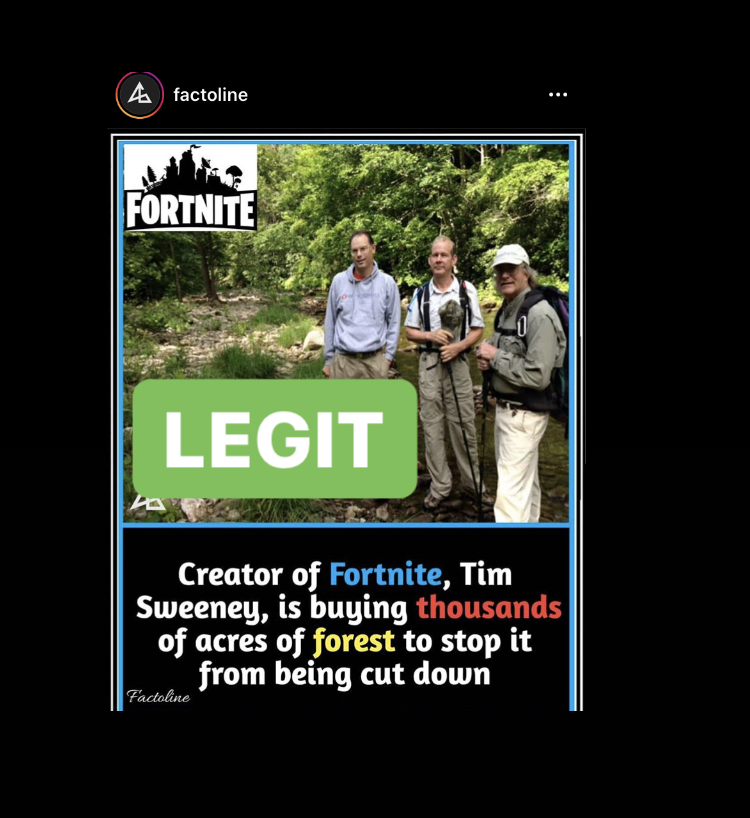 factoline
FORTNITE
LEGIT
Creator of Fortnite, Tim
Sweeney, is buying thousands
of acres of forest to stop it
from being cut down
Factoline